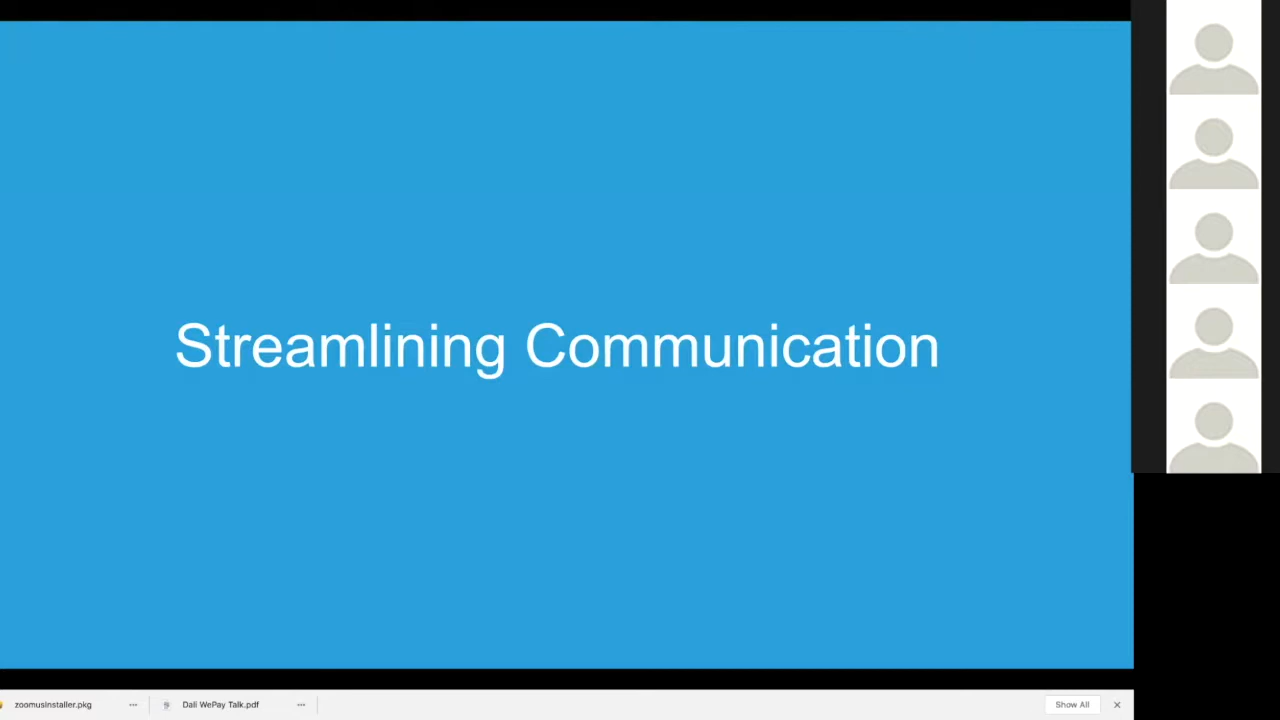 Streamlining Communication
zoomusInstaller.pkg
Dali WePay Talk.pdf
Show All